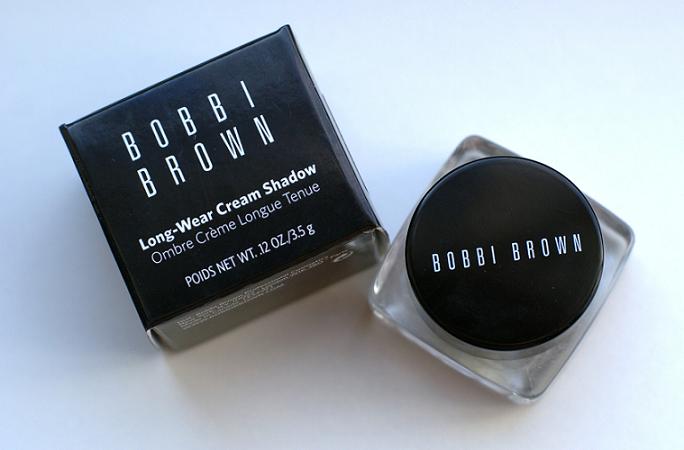 BOBBI
BROWN
Long-Wear Cream Shadow
Ombre Crème Longue Tenue
POIDS NET WT. .12 OZ./3.5 g
BOBBI BROWN